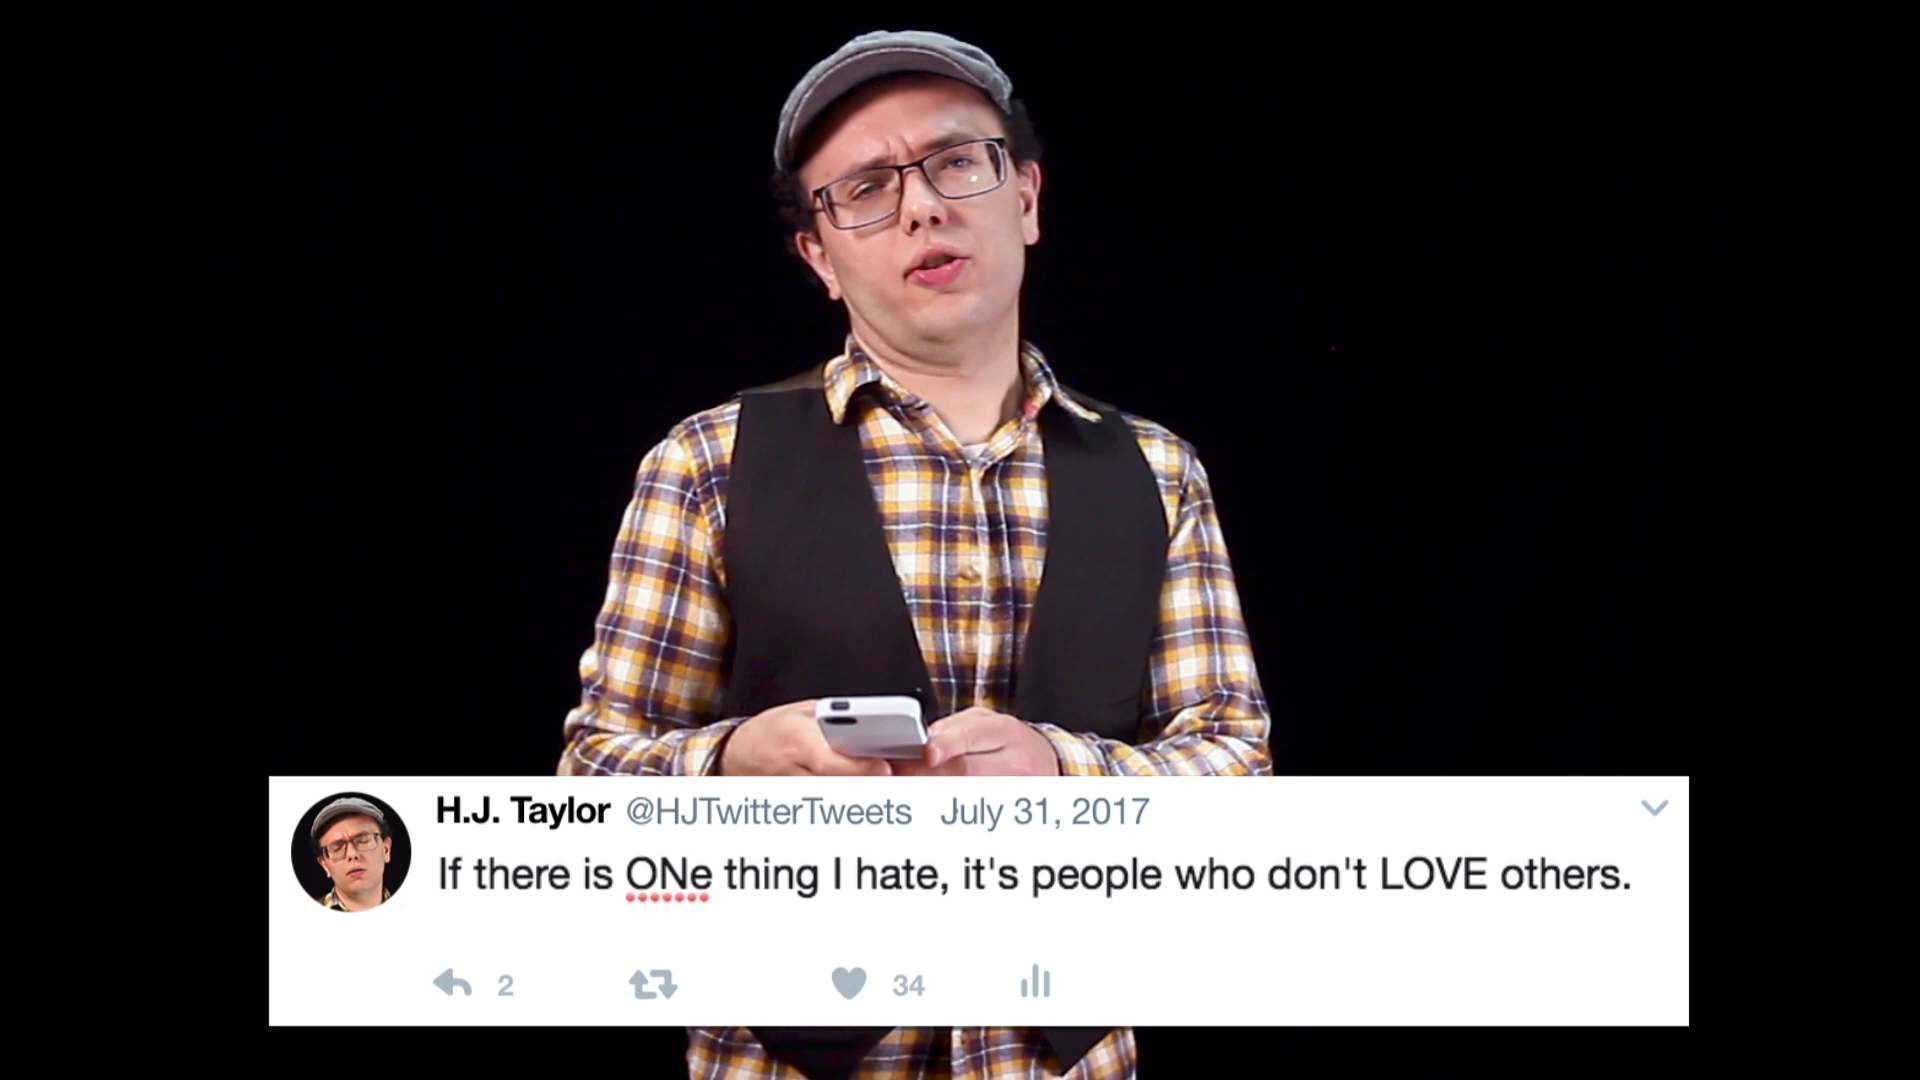 H.J. Taylor @HJTwitterTweets July 31, 2017
If there is ONe thing I hate, it's people who don't LOVE others.
2 34